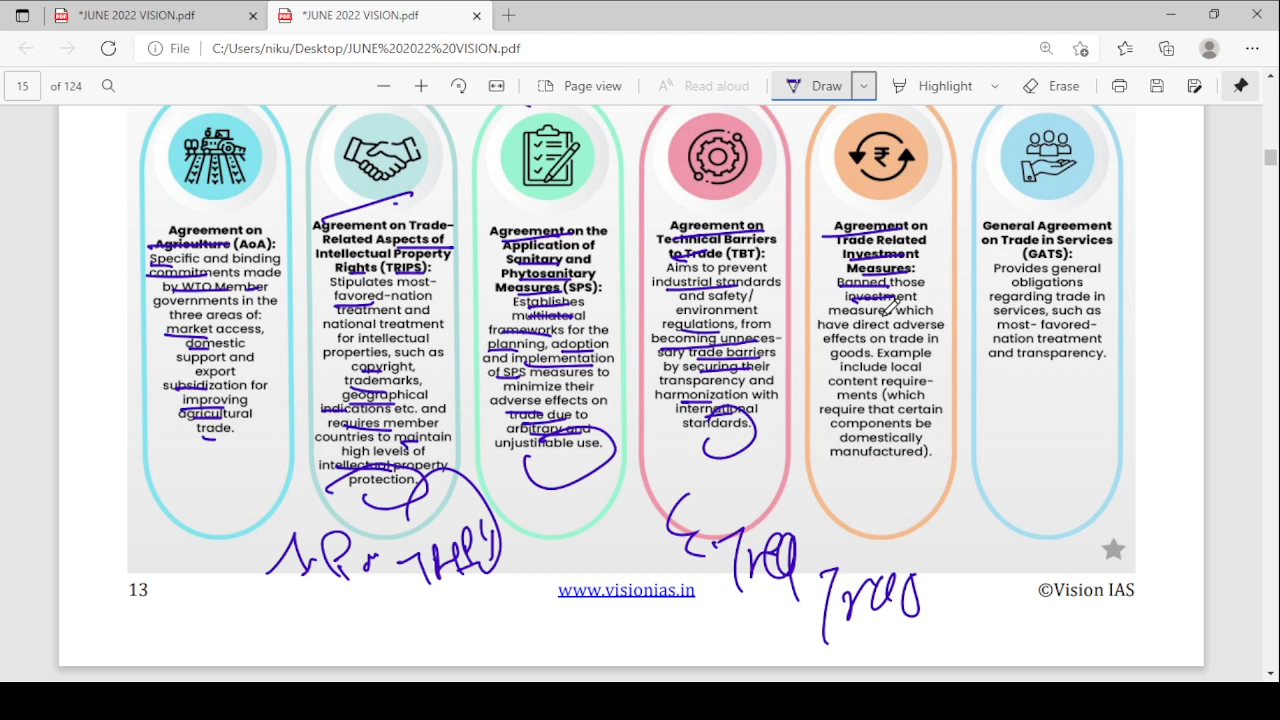 *JUNE 2022 VISION.pdf
*JUNE 2022 VISION.pdf
File
C:/Users/niku/Desktop/JUNE%202022%20VISION.pdf
15 of 124
Page view
Read aloud
Draw
Highlight
Erase
Agreement on
Agriculture (AoA):
Specific and binding
commitments made
by WTO Member
governments in the
three areas of:
market access,
domestic
support and
export
subsidization for
improving
agricultural
trade.
Agreement on Trade-
Related Aspects of
Intellectual Property
Rights (TRIPS):
Stipulates most-
favored-nation
treatment and
national treatment
for intellectual
properties, such as
copyright,
trademarks,
geographical
indications etc. and
requires member
countries to maintain
high levels of
intellectual property
protection.
Agreement on the
Application of
Sanitary and
Phytosanitary
Measures (SPS):
Establishes
multilateral
frameworks for the
planning, adoption
and implementation
of SPS measures to
minimize their
adverse effects on
trade due to
arbitrary and
unjustifiable use.
Agreement on
Technical Barriers
to Trade (TBT):
Aims to prevent
industrial standards
and safety/
environment
regulations, from
becoming unneces-
sary trade barriers
by securing their
transparency and
harmonization with
international
standards.
Agreement on
Trade Related
Investment
Measures:
Banned those
investment
measures which
have direct adverse
effects on trade in
goods. Example
include local
content require-
ments (which
require that certain
components be
domestically
manufactured).
General Agreement
on Trade in Services
(GATS):
Provides general
obligations
regarding trade in
services, such as
most- favored-
nation treatment
and transparency.
13
www.visionias.in
©Vision IAS